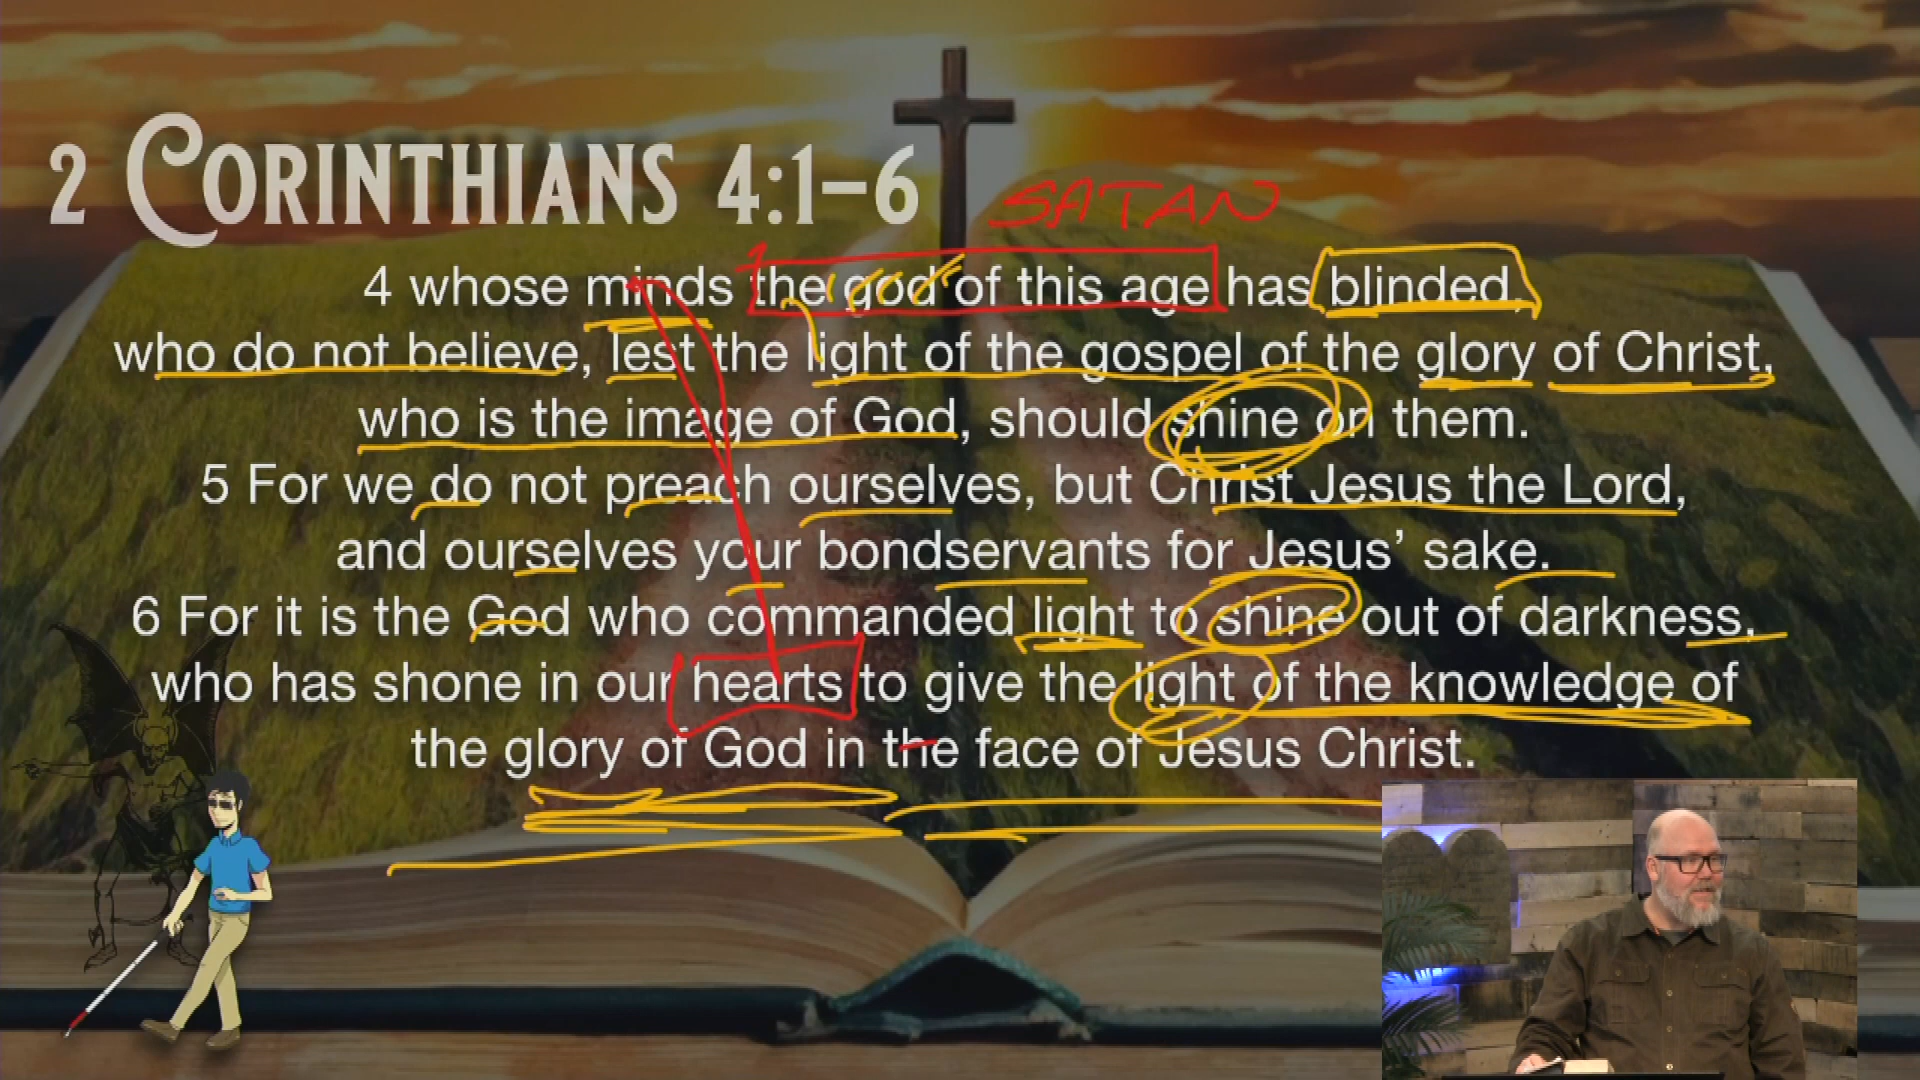 2 CORINTHIANS 4:1–6
SATAN
4 whose minds the god of this age has blinded,
who do not believe, lest the light of the gospel of the glory of Christ,
who is the image of God, should shine on them.
5 For we do not preach ourselves, but Christ Jesus the Lord,
and ourselves your bondservants for Jesus’ sake.
6 For it is the God who commanded light to shine out of darkness,
who has shone in our hearts to give the light of the knowledge of
the glory of God in the face of Jesus Christ.